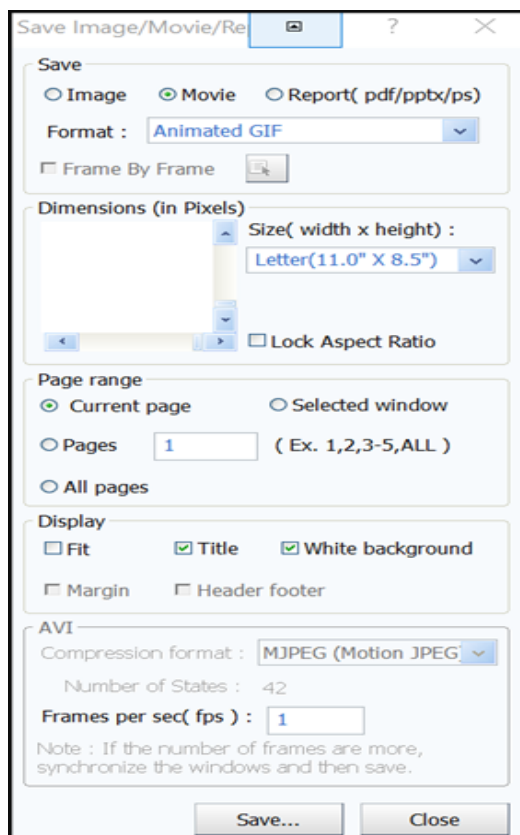 Save Image/Movie/Re ?
Save
Image Movie Report( pdf/pptx/ps)
Format : Animated GIF
Frame By Frame
Dimensions (in Pixels)
Size( width x height) :
Letter(11.0" X 8.5")
Lock Aspect Ratio
Page range
Current page Selected window
Pages 1 ( Ex. 1,2,3-5,ALL )
All pages
Display
Fit Title White background
Margin Header footer
AVI
Compression format : MJPEG (Motion JPEG
Number of States : 42
Frames per sec( fps ) : 1
Note : If the number of frames are more,
synchronize the windows and then save.
Save... Close